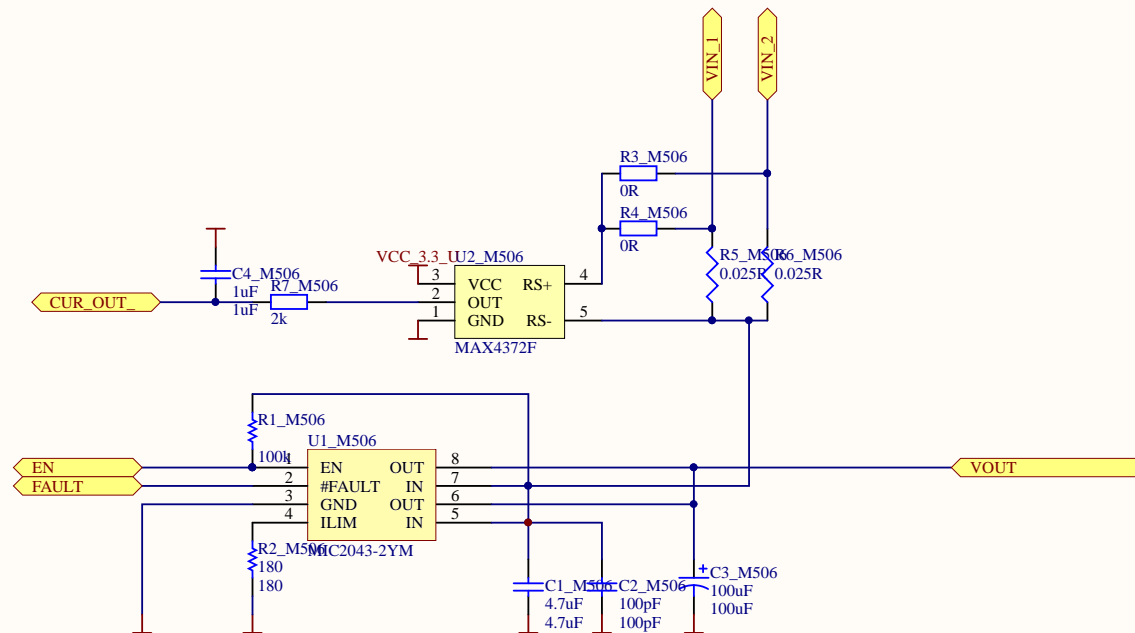 VIN_1
VIN_2
R3_M506
0R
R4_M506
0R
R5_M506
0.025R
R6_M506
0.025R
VCC_3.3_U
U2_M506
3 VCC RS+ 4
2 OUT
1 GND RS- 5
MAX4372F
C4_M506
1uF
1uF
R7_M506
2k
CUR_OUT_
R1_M506
100k
U1_M506
EN
FAULT
1 EN OUT 8
2 #FAULT IN 7
3 GND OUT 6
4 ILIM IN 5
MIC2043-2YM
VOUT
R2_M506
180
180
C1_M506
4.7uF
4.7uF
C2_M506
100pF
100pF
+
C3_M506
100uF
100uF